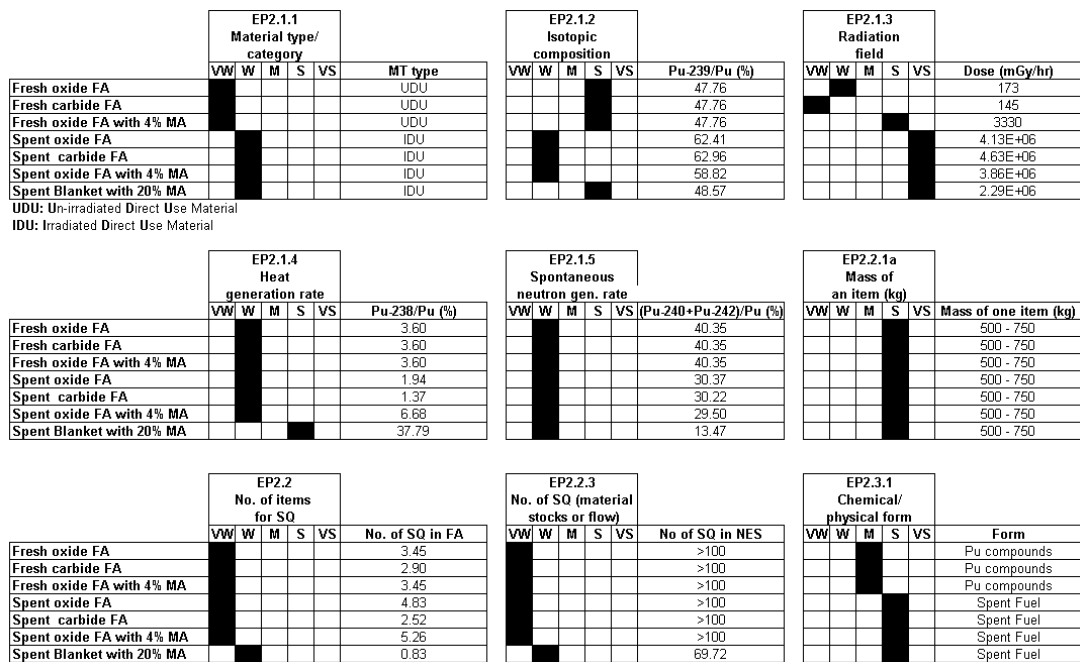 EP2.1.1 EP2.1.2 EP2.1.3
Material type/ Isotopic Radiation
category composition field
VW W M S VS MT type VW W M S VS Pu-239/Pu (%) VW W M S VS Dose (mGy/hr)
Fresh oxide FA UDU 47.76 173
Fresh carbide FA UDU 47.76 145
Fresh oxide FA with 4% MA UDU 47.76 3330
Spent oxide FA IDU 62.41 4.13E+06
Spent carbide FA IDU 62.96 4.63E+06
Spent oxide FA with 4% MA IDU 58.82 3.86E+06
Spent Blanket with 20% MA IDU 48.57 2.29E+06
UDU: Un-irradiated Direct Use Material
IDU: Irradiated Direct Use Material
EP2.1.4 EP2.1.5 EP2.2.1a
Heat Spontaneous Mass of
generation rate neutron gen. rate an item (kg)
VW W M S VS Pu-238/Pu (%) VW W M S VS (Pu-240+Pu-242)/Pu (%) VW W M S VS Mass of one item (kg)
Fresh oxide FA 3.60 40.35 500 - 750
Fresh carbide FA 3.60 40.35 500 - 750
Fresh oxide FA with 4% MA 3.60 40.35 500 - 750
Spent oxide FA 1.94 30.37 500 - 750
Spent carbide FA 1.37 30.22 500 - 750
Spent oxide FA with 4% MA 6.68 29.50 500 - 750
Spent Blanket with 20% MA 37.79 13.47 500 - 750
EP2.2 EP2.2.3 EP2.3.1
No. of items No. of SQ (material Chemical/
for SQ stocks or flow) physical form
VW W M S VS No. of SQ in FA VW W M S VS No of SQ in NES VW W M S VS Form
Fresh oxide FA 3.45 >100 Pu compounds
Fresh carbide FA 2.90 >100 Pu compounds
Fresh oxide FA with 4% MA 3.45 >100 Pu compounds
Spent oxide FA 4.83 >100 Spent Fuel
Spent carbide FA 2.52 >100 Spent Fuel
Spent oxide FA with 4% MA 5.26 >100 Spent Fuel
Spent Blanket with 20% MA 0.83 69.72 Spent Fuel